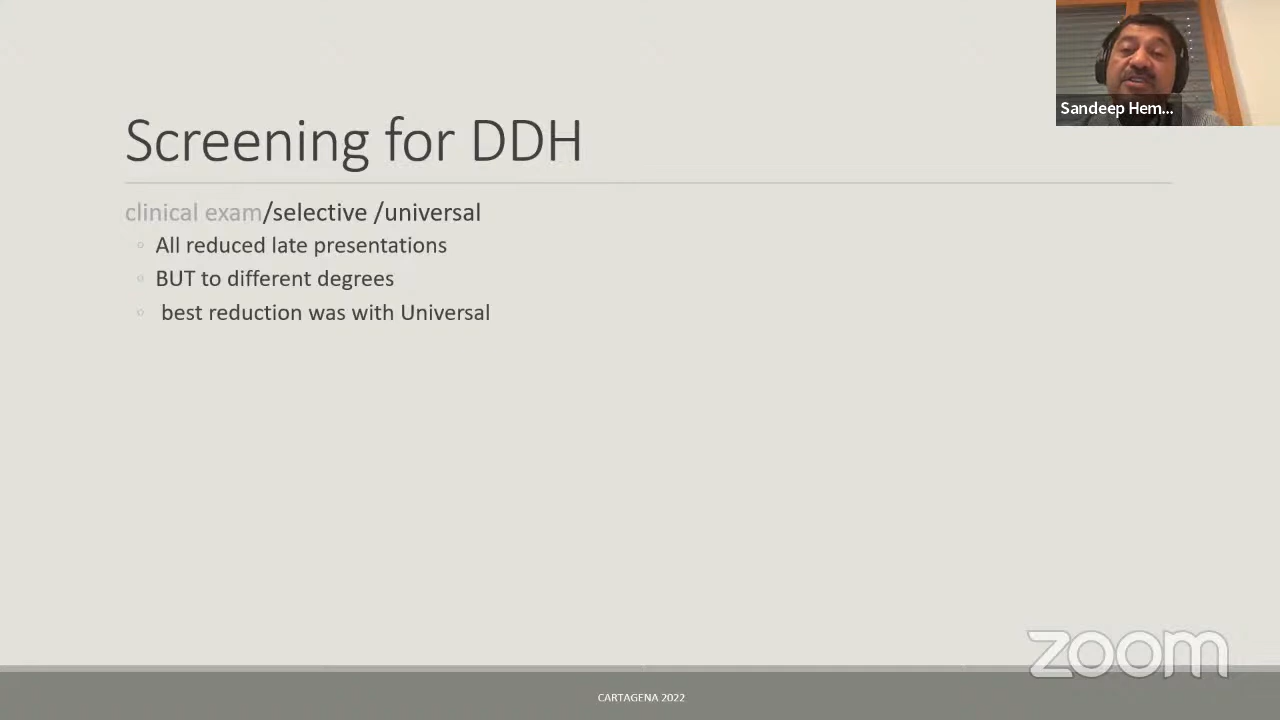 Sandeep Hem...
Screening for DDH
clinical exam/selective /universal
All reduced late presentations
BUT to different degrees
best reduction was with Universal
zoom
CARTAGENA 2022